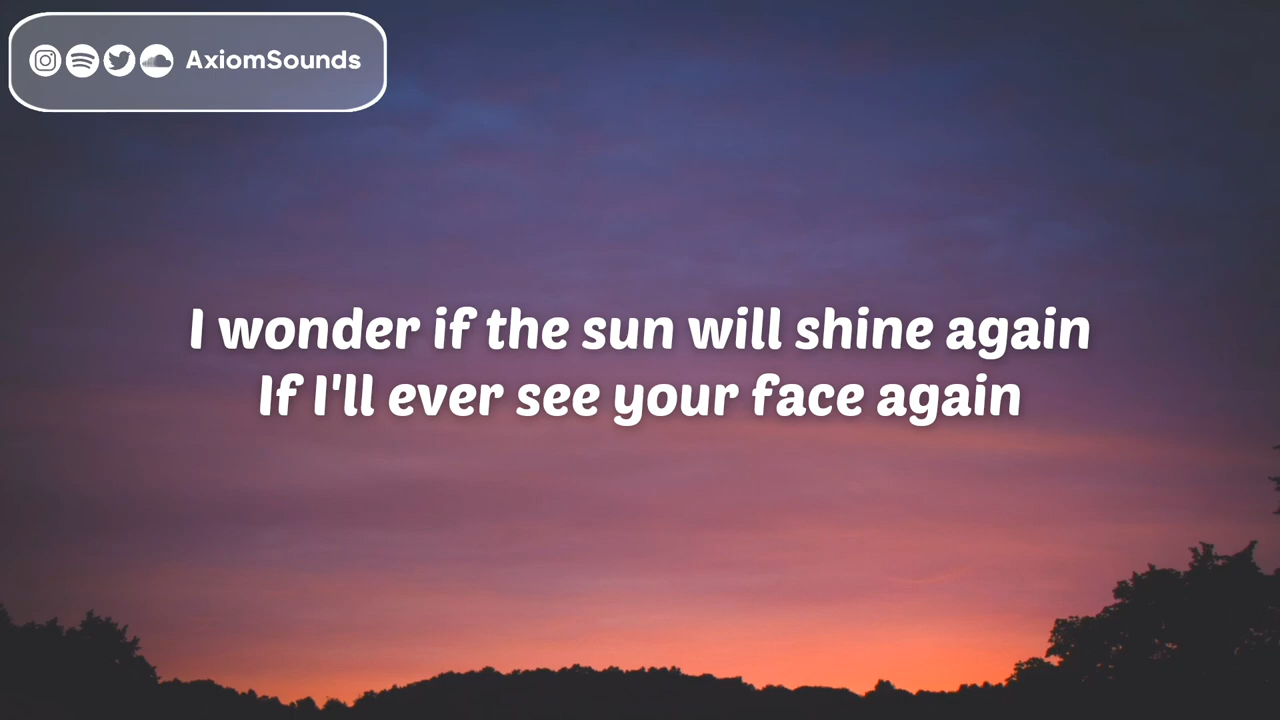 AxiomSounds
I wonder if the sun will shine again
If I'll ever see your face again